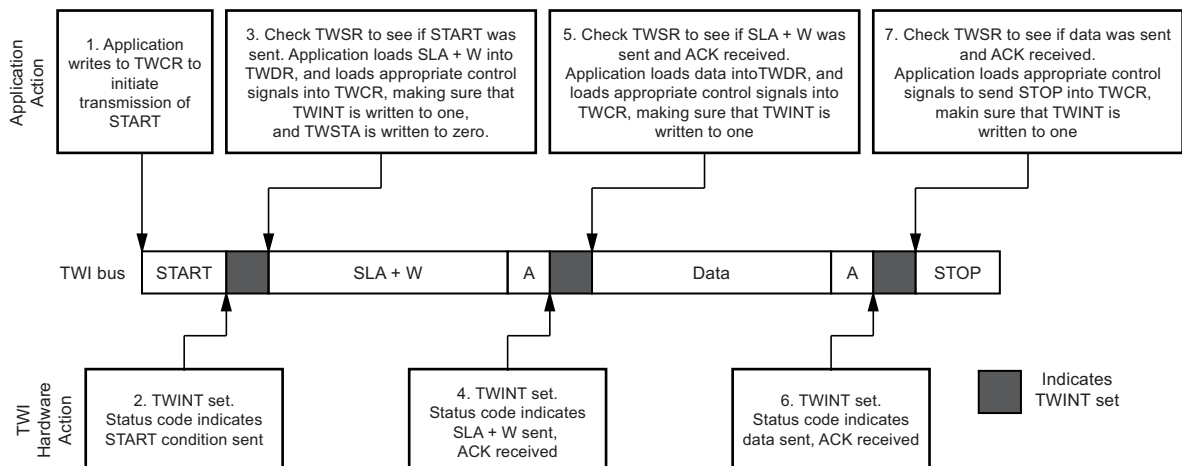 Application
Action
1. Application
writes to TWCR to
initiate
transmission of
START
3. Check TWSR to see if START was
sent. Application loads SLA + W into
TWDR, and loads appropriate control
signals into TWCR, making sure that
TWINT is written to one,
and TWSTA is written to zero.
5. Check TWSR to see if SLA + W was
sent and ACK received.
Application loads data intoTWDR, and
loads appropriate control signals into
TWCR, making sure that TWINT is
written to one
7. Check TWSR to see if data was sent
and ACK received.
Application loads appropriate control
signals to send STOP into TWCR,
makin sure that TWINT is
written to one
TWI bus
START
SLA + W
A
Data
A
STOP
TWI
Hardware
Action
2. TWINT set.
Status code indicates
START condition sent
4. TWINT set.
Status code indicates
SLA + W sent,
ACK received
6. TWINT set.
Status code indicates
data sent, ACK received
Indicates
TWINT set